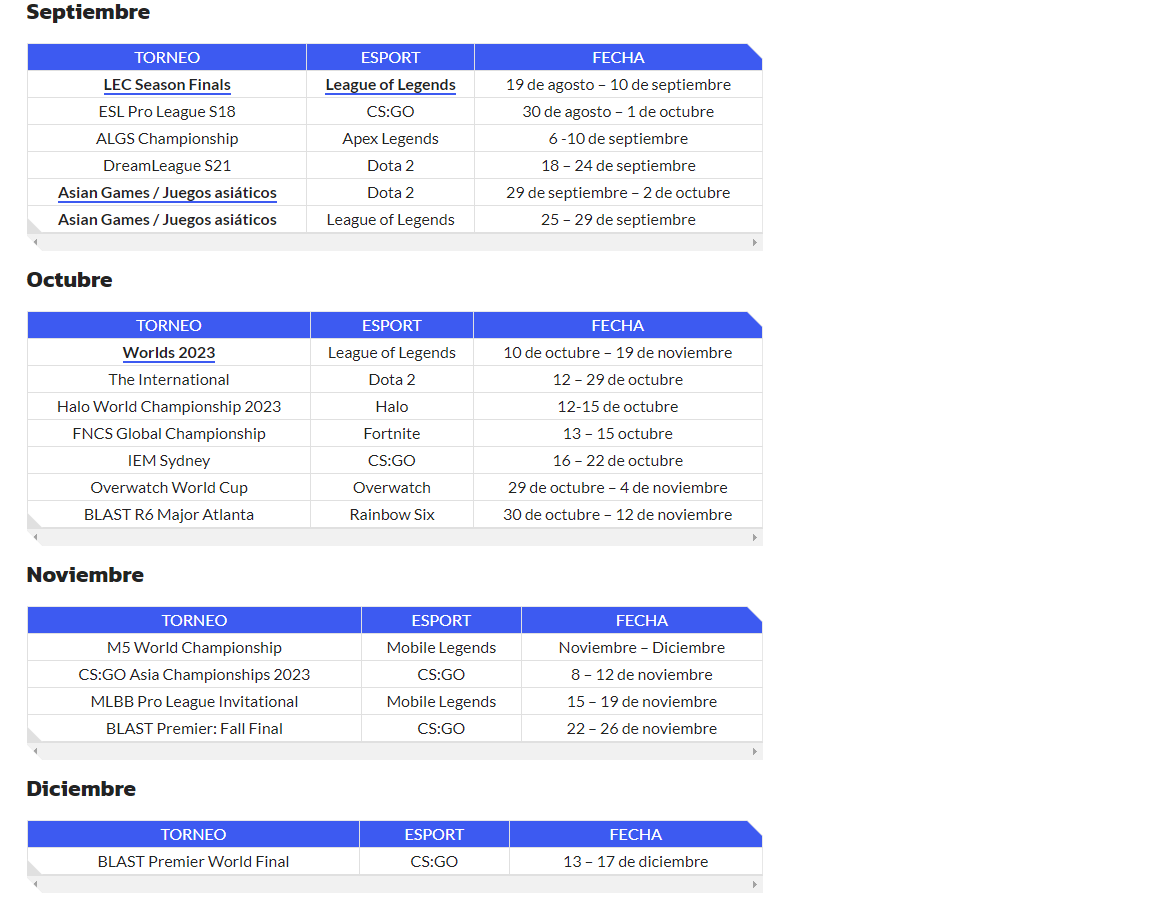 Septiembre
TORNEO ESPORT FECHA
LEC Season Finals League of Legends 19 de agosto – 10 de septiembre
ESL Pro League S18 CS:GO 30 de agosto – 1 de octubre
ALGS Championship Apex Legends 6 -10 de septiembre
DreamLeague S21 Dota 2 18 – 24 de septiembre
Asian Games / Juegos asiáticos Dota 2 29 de septiembre – 2 de octubre
Asian Games / Juegos asiáticos League of Legends 25 – 29 de septiembre
Octubre
TORNEO ESPORT FECHA
Worlds 2023 League of Legends 10 de octubre – 19 de noviembre
The International Dota 2 12 – 29 de octubre
Halo World Championship 2023 Halo 12-15 de octubre
FNCS Global Championship Fortnite 13 – 15 octubre
IEM Sydney CS:GO 16 – 22 de octubre
Overwatch World Cup Overwatch 29 de octubre – 4 de noviembre
BLAST R6 Major Atlanta Rainbow Six 30 de octubre – 12 de noviembre
Noviembre
TORNEO ESPORT FECHA
M5 World Championship Mobile Legends Noviembre – Diciembre
CS:GO Asia Championships 2023 CS:GO 8 – 12 de noviembre
MLBB Pro League Invitational Mobile Legends 15 – 19 de noviembre
BLAST Premier: Fall Final CS:GO 22 – 26 de noviembre
Diciembre
TORNEO ESPORT FECHA
BLAST Premier World Final CS:GO 13 – 17 de diciembre